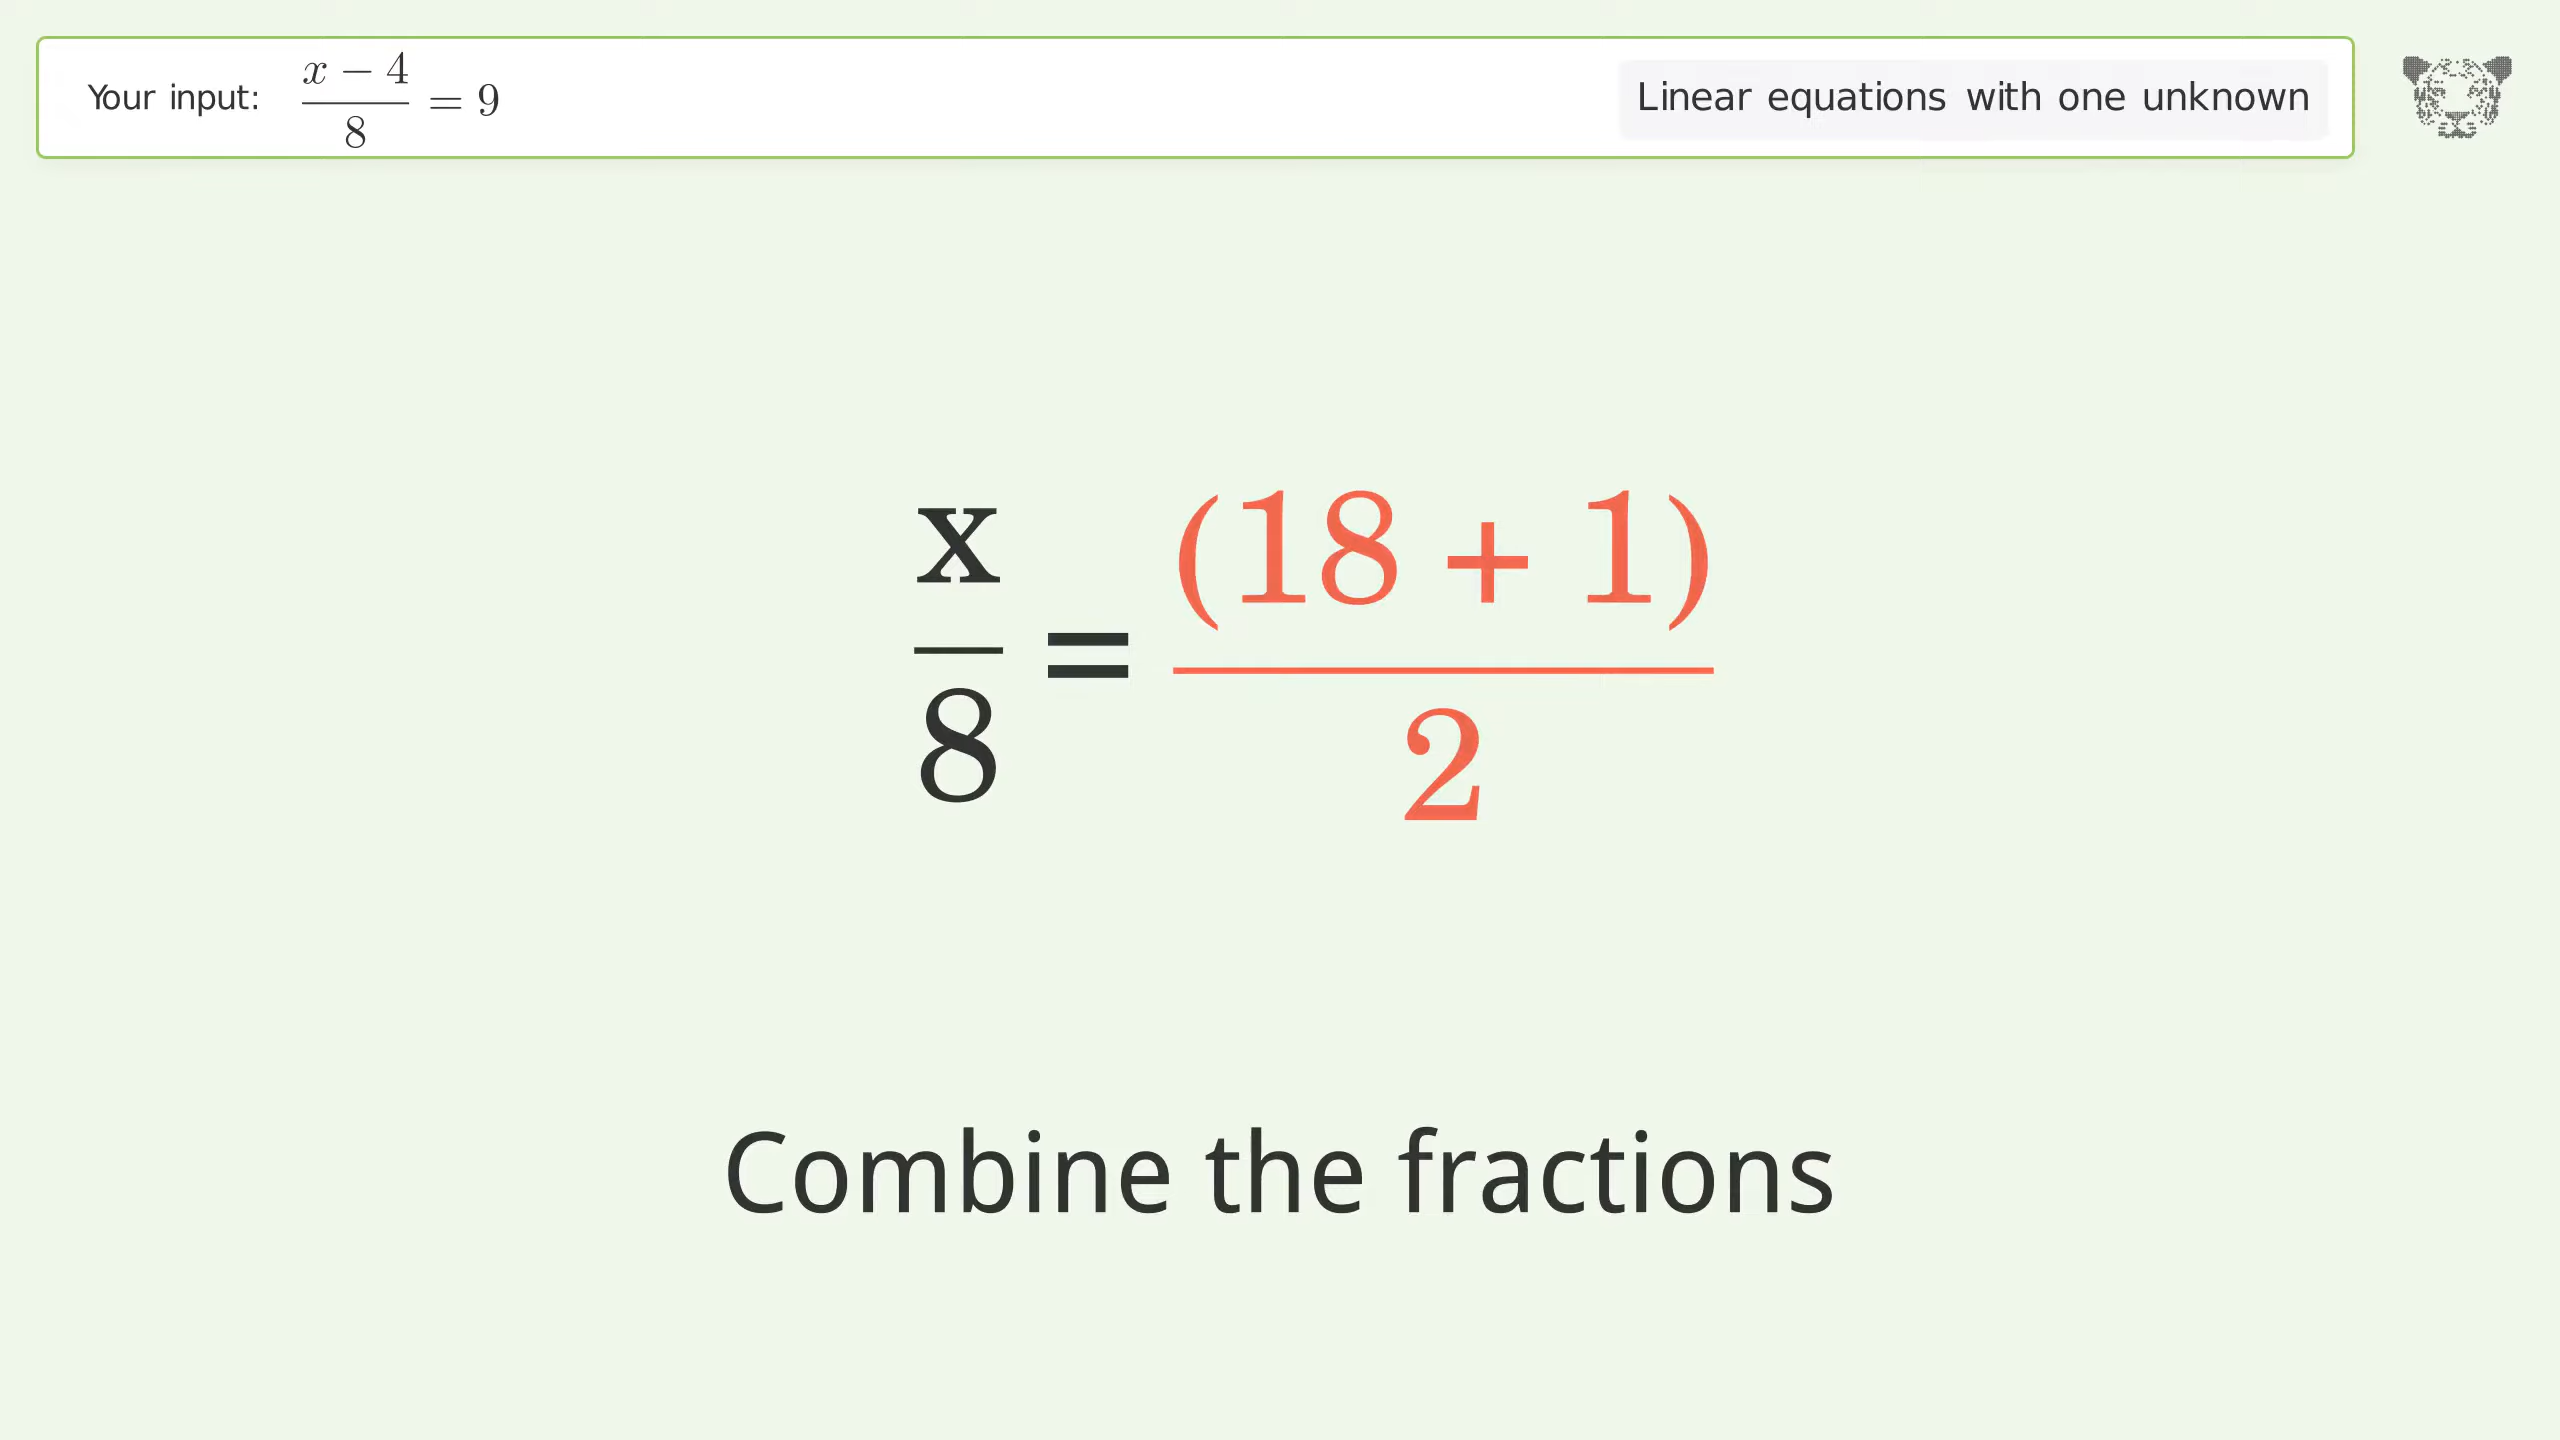 Your input: (x − 4)/8 = 9
Linear equations with one unknown
x/8 = (18 + 1)/2
Combine the fractions